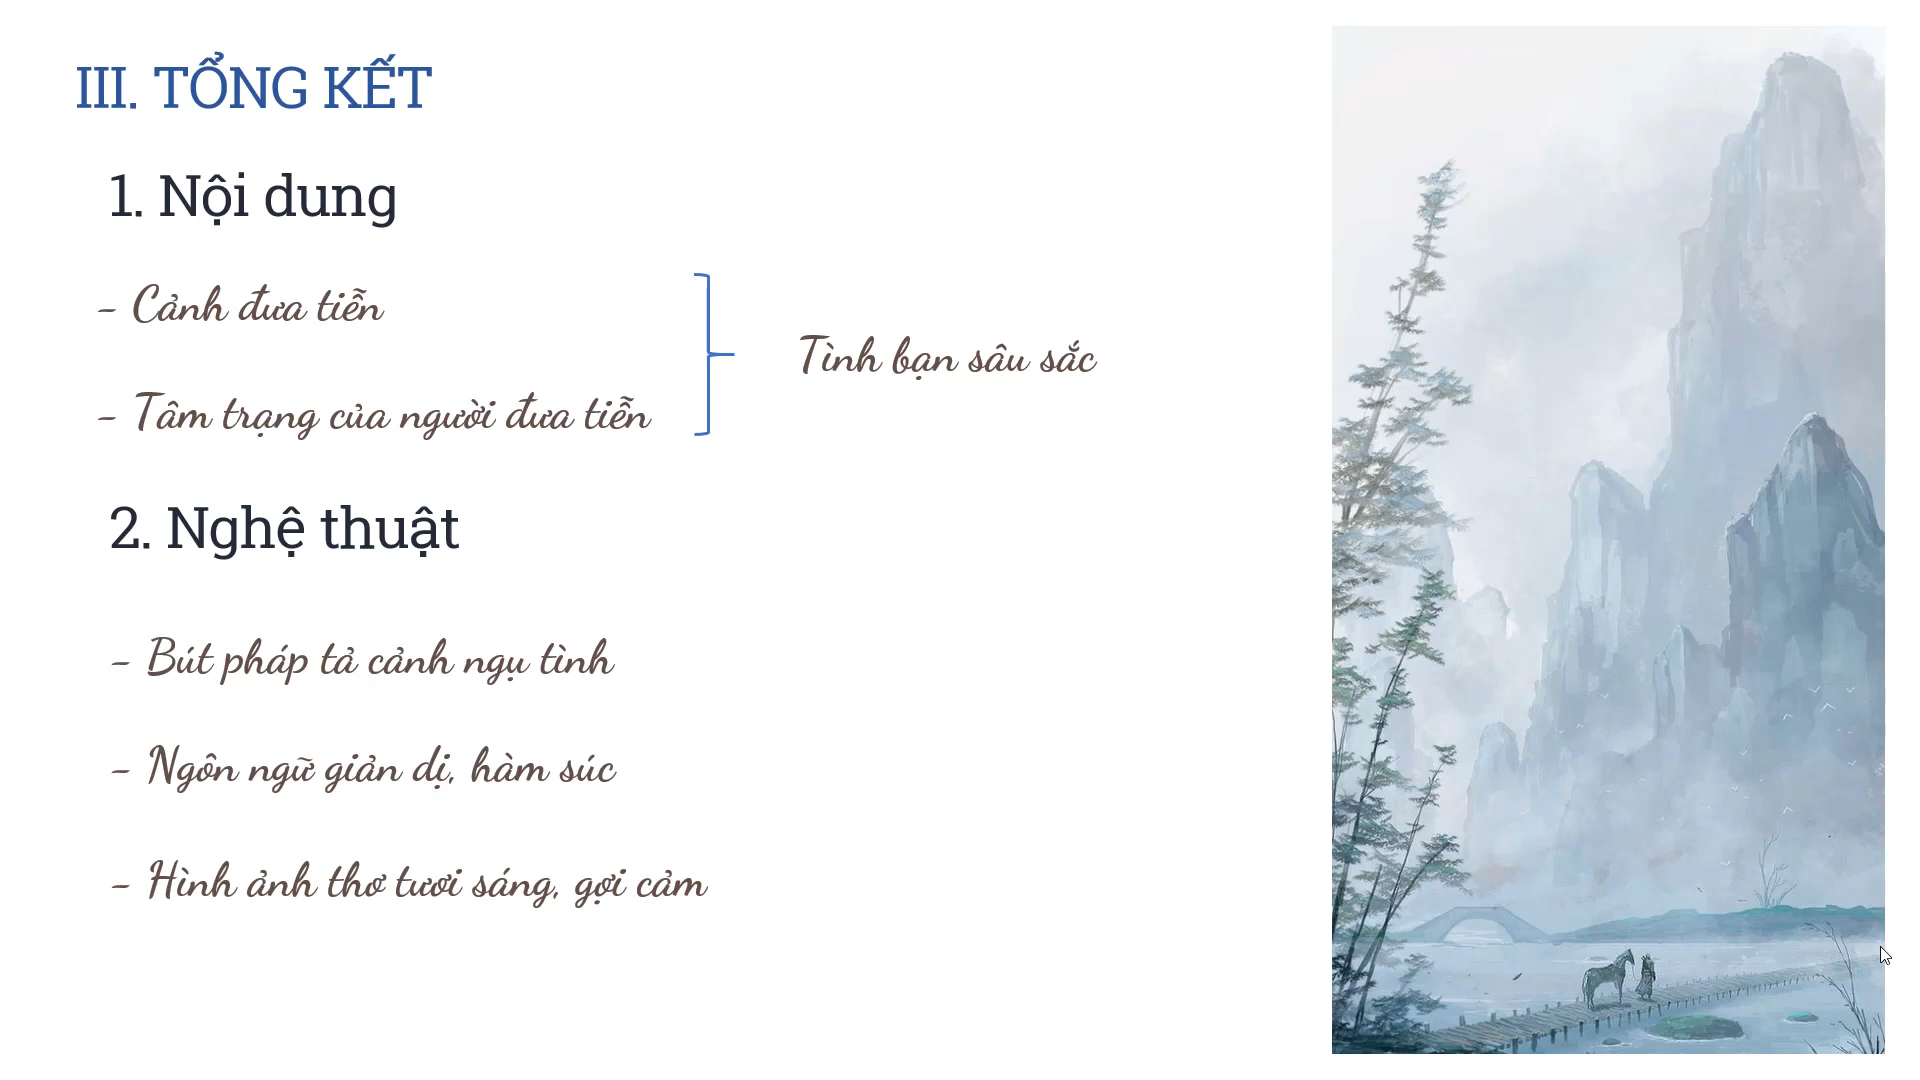 III. TỔNG KẾT
1. Nội dung
- Cảnh đưa tiễn
- Tâm trạng của người đưa tiễn
Tình bạn sâu sắc
2. Nghệ thuật
- Bút pháp tả cảnh ngụ tình
- Ngôn ngữ giản dị, hàm súc
- Hình ảnh thơ tươi sáng, gợi cảm